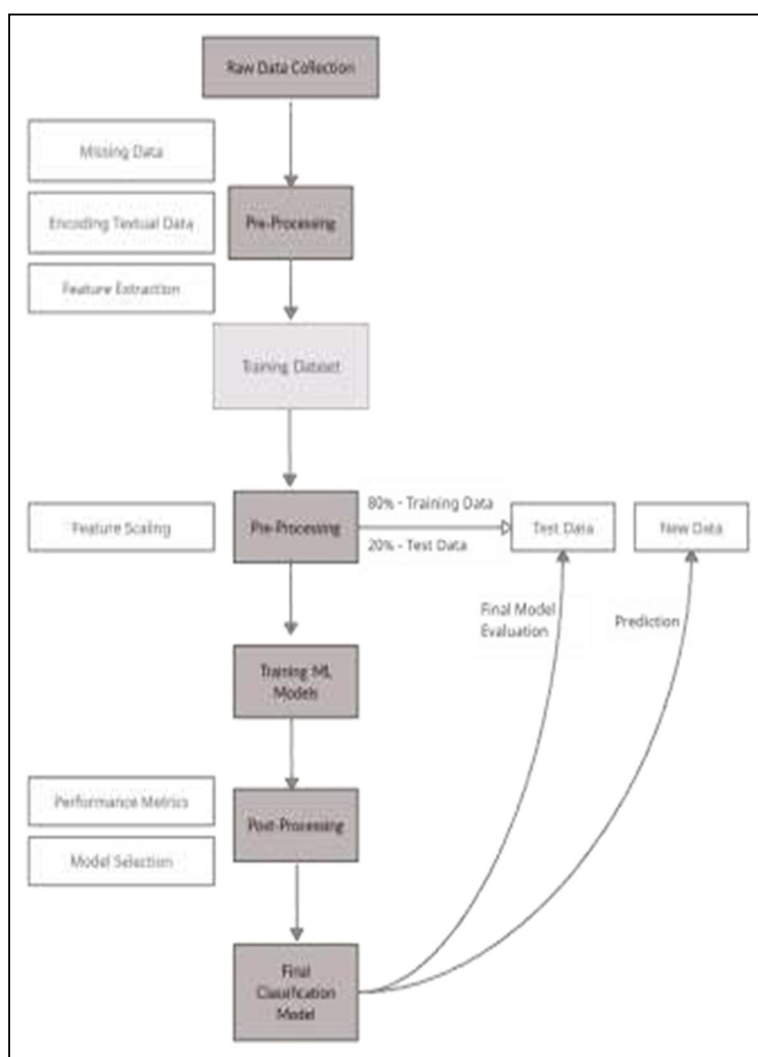 Raw Data Collection
Missing Data
Encoding Textual Data
Pre-Processing
Feature Extraction
Training Dataset
Feature Scaling
Pre-Processing
80% - Training Data
20% - Test Data
Test Data
New Data
Final Model
Evaluation
Prediction
Training ML
Models
Performance Metrics
Post-Processing
Model Selection
Final
Classification
Model